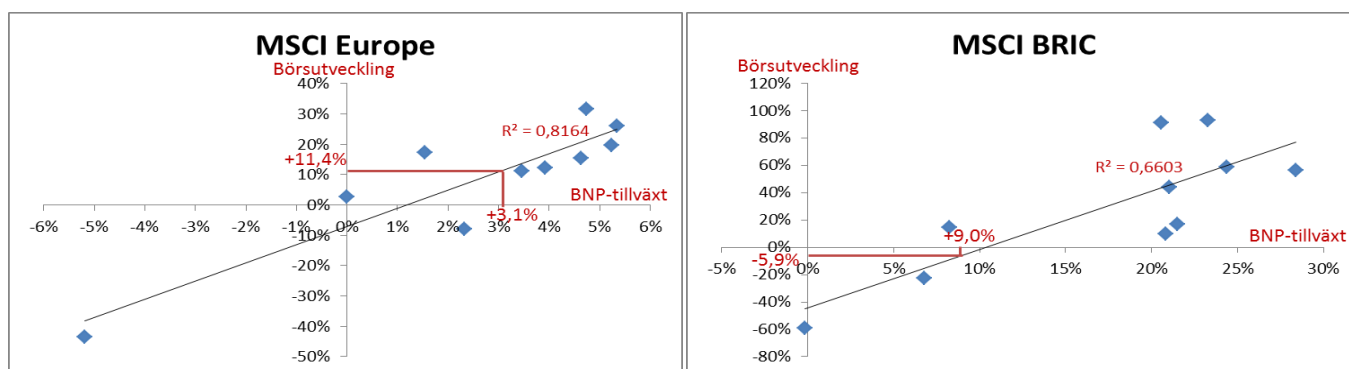 MSCI Europe
Börsutveckling
40%
30%
20%
10%
0%
-10%
-20%
-30%
-40%
-50%
R² = 0,8164
+11,4%
BNP-tillväxt
+3,1%
-6% -5% -4% -3% -2% -1% 0% 1% 2% 3% 4% 5% 6%
MSCI BRIC
Börsutveckling
120%
100%
80%
60%
40%
20%
0%
-20%
-40%
-60%
-80%
R² = 0,6603
+9,0%
BNP-tillväxt
-5,9%
-5% 0% 5% 10% 15% 20% 25% 30%